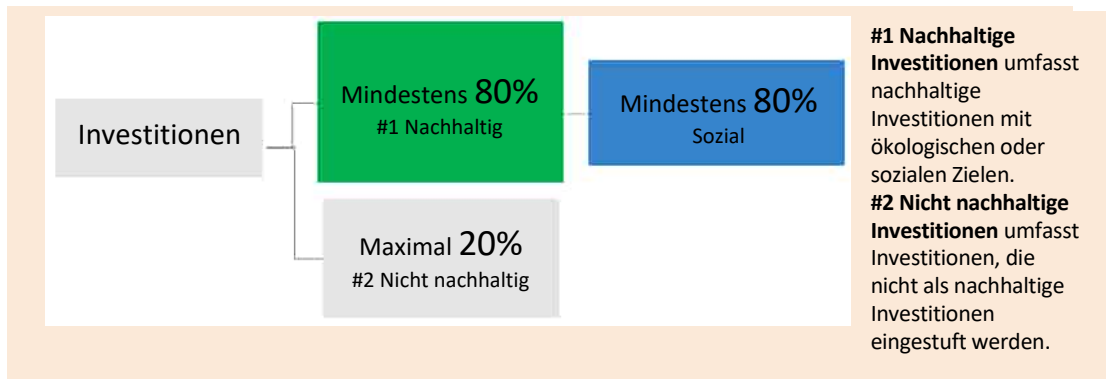 Investitionen
Mindestens 80%
#1 Nachhaltig
Mindestens 80%
Sozial
Maximal 20%
#2 Nicht nachhaltig
#1 Nachhaltige
Investitionen umfasst
nachhaltige
Investitionen mit
ökologischen oder
sozialen Zielen.
#2 Nicht nachhaltige
Investitionen umfasst
Investitionen, die
nicht als nachhaltige
Investitionen
eingestuft werden.